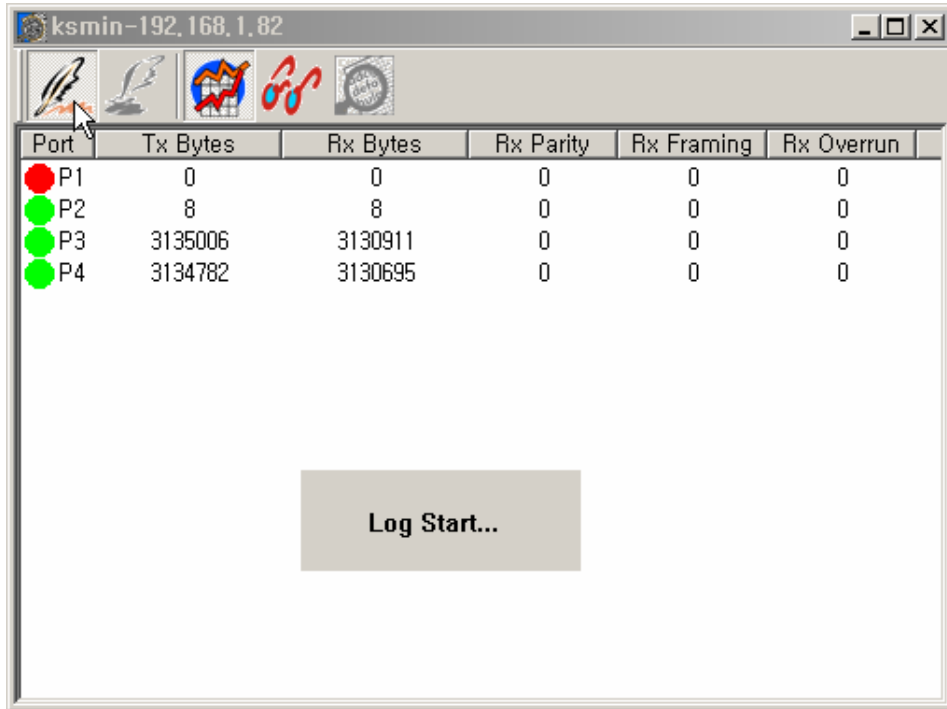 ksmin-192,168,1,82
Port Tx Bytes Rx Bytes Rx Parity Rx Framing Rx Overrun
P1 0 0 0 0 0
P2 8 8 0 0 0
P3 3135006 3130911 0 0 0
P4 3134782 3130695 0 0 0
Log Start...